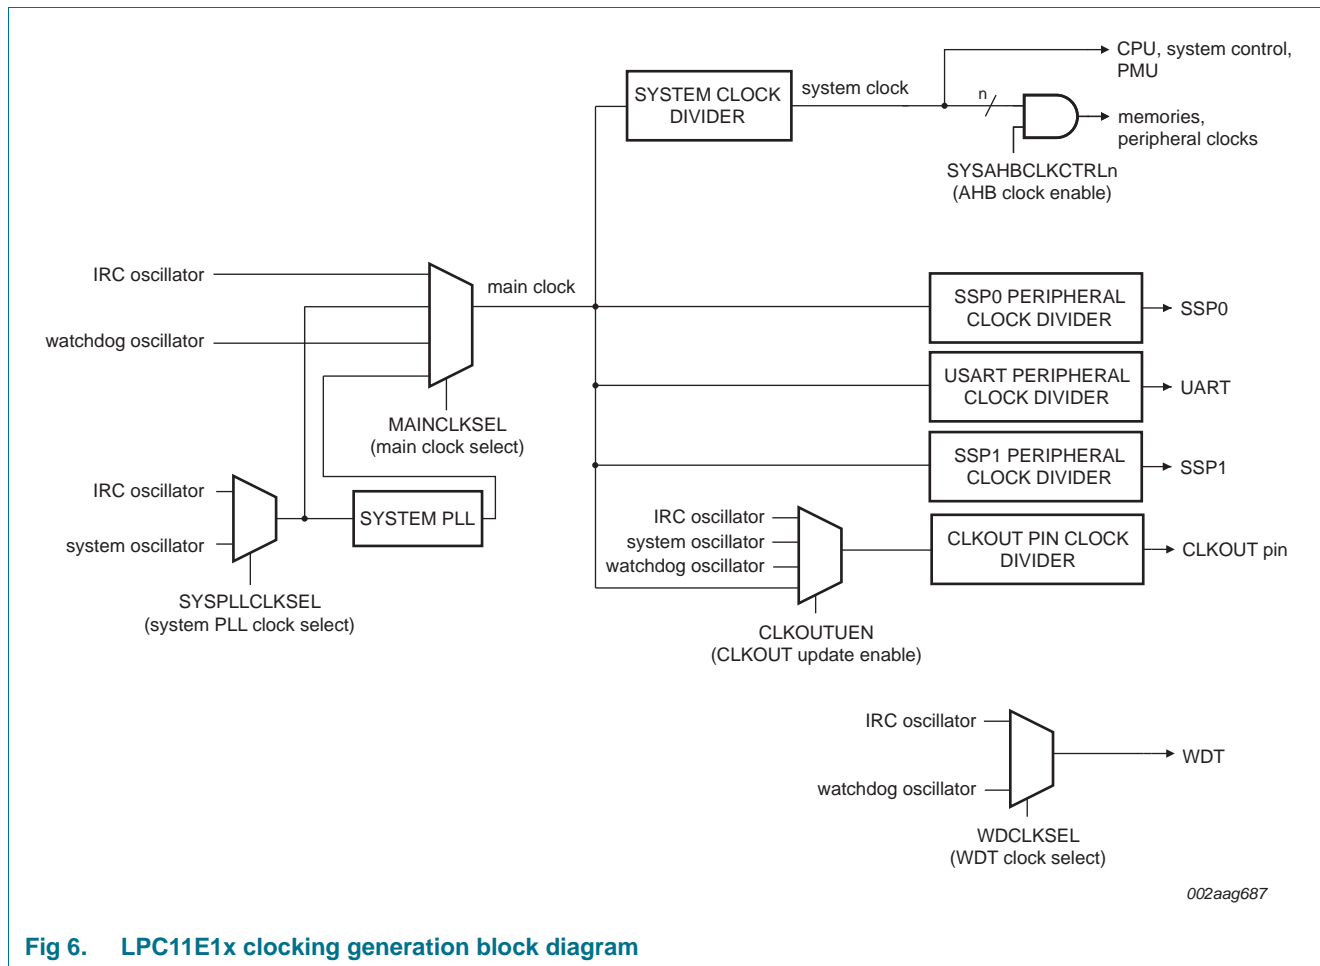 CPU, system control,
PMU
SYSTEM CLOCK
DIVIDER
system clock
n
memories,
peripheral clocks
SYSAHBCLKCTRLn
(AHB clock enable)
IRC oscillator
watchdog oscillator
main clock
MAINCLKSEL
(main clock select)
SSP0 PERIPHERAL
CLOCK DIVIDER
SSP0
USART PERIPHERAL
CLOCK DIVIDER
UART
SSP1 PERIPHERAL
CLOCK DIVIDER
SSP1
IRC oscillator
system oscillator
SYSTEM PLL
SYSPLLCLKSEL
(system PLL clock select)
IRC oscillator
system oscillator
watchdog oscillator
CLKOUT PIN CLOCK
DIVIDER
CLKOUT pin
CLKOUTUEN
(CLKOUT update enable)
IRC oscillator
watchdog oscillator
WDT
WDCLKSEL
(WDT clock select)
002aag687
Fig 6. LPC11E1x clocking generation block diagram